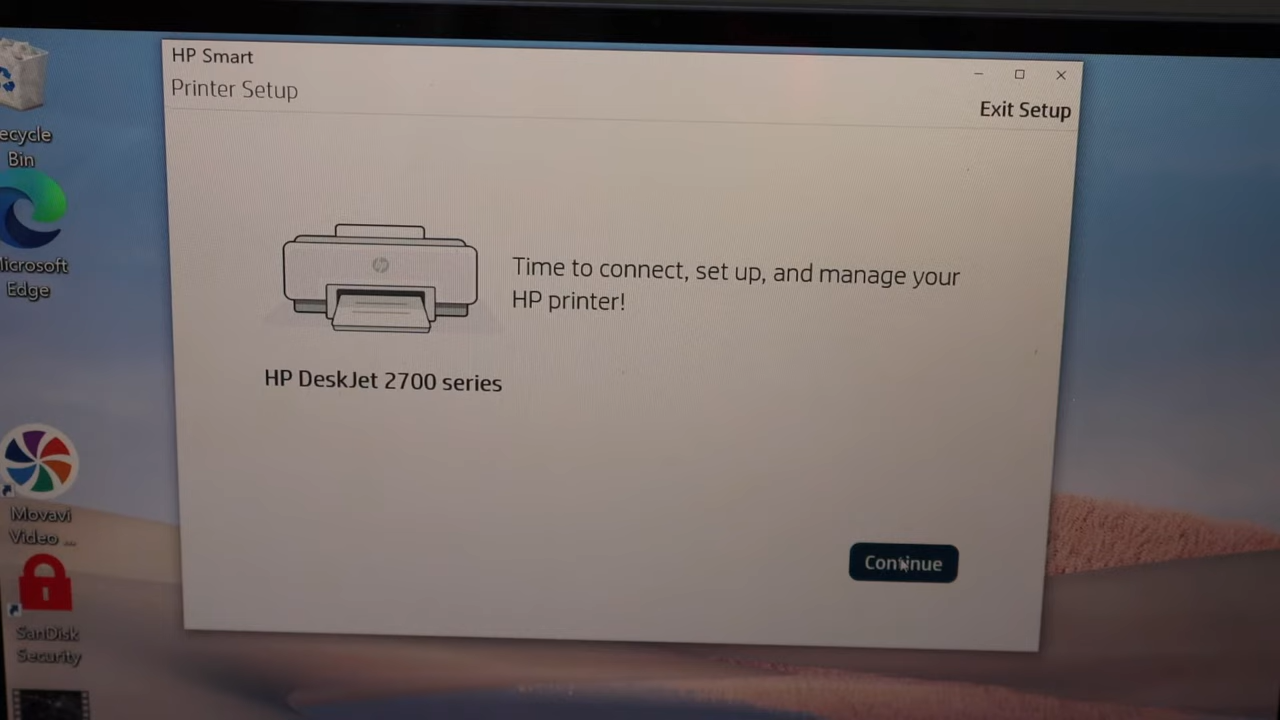 HP Smart
Printer Setup
Exit Setup
Time to connect, set up, and manage your
HP printer!
HP DeskJet 2700 series
Continue
ecycle
Bin
Microsoft
Edge
Movavi
Video ...
SanDisk
Security